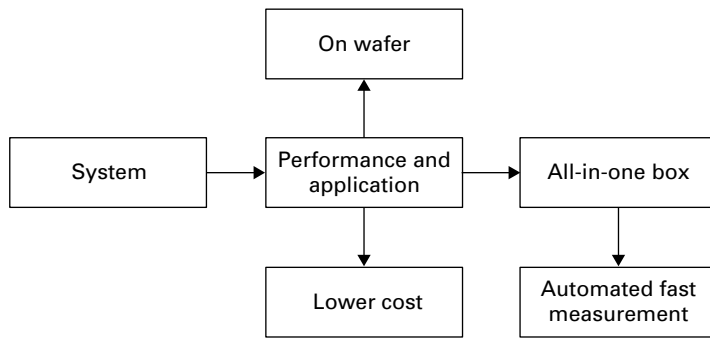 On wafer
System
Performance and
application
All-in-one box
Lower cost
Automated fast
measurement